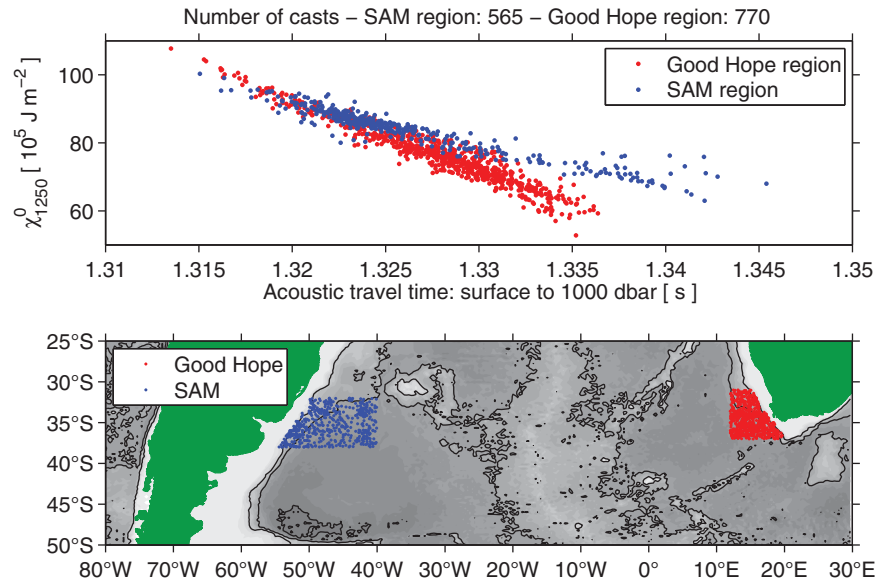 Number of casts – SAM region: 565 – Good Hope region: 770
χ⁰₁₂₅₀ [ 10⁵ J m⁻²]
100
80
60
Good Hope region
SAM region
1.31 1.315 1.32 1.325 1.33 1.335 1.34 1.345 1.35
Acoustic travel time: surface to 1000 dbar [ s ]
25°S
30°S
35°S
40°S
45°S
50°S
Good Hope
SAM
80°W 70°W 60°W 50°W 40°W 30°W 20°W 10°W 0° 10°E 20°E 30°E